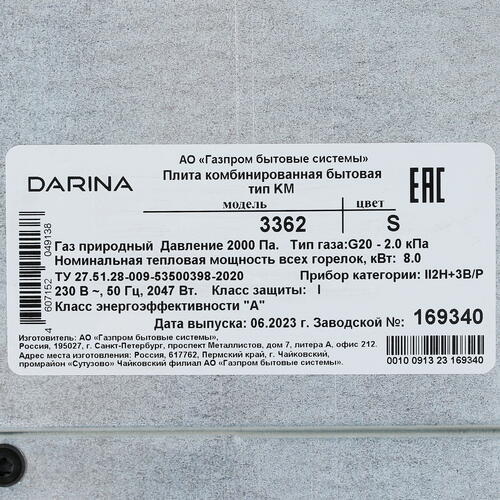 АО «Газпром бытовые системы»
DARINA
Плита комбинированная бытовая
тип КМ
EAC
модель цвет
3362 S
Газ природный Давление 2000 Па. Тип газа:G20 - 2.0 кПа
Номинальная тепловая мощность всех горелок, кВт: 8.0
ТУ 27.51.28-009-53500398-2020 Прибор категории: II2H+3B/P
230 В ~, 50 Гц, 2047 Вт. Класс защиты: I
Класс энергоэффективности "А"
Дата выпуска: 06.2023 г. Заводской №: 169340
Изготовитель: АО «Газпром бытовые системы»,
Россия, 195027, г. Санкт-Петербург, проспект Металлистов, дом 7, литера А, офис 212.
Адрес места изготовления: Россия, 617762, Пермский край, г. Чайковский,
промрайон «Сутузово» Чайковский филиал АО «Газпром бытовые системы»
0010 0913 23 169340
4 607152 049138